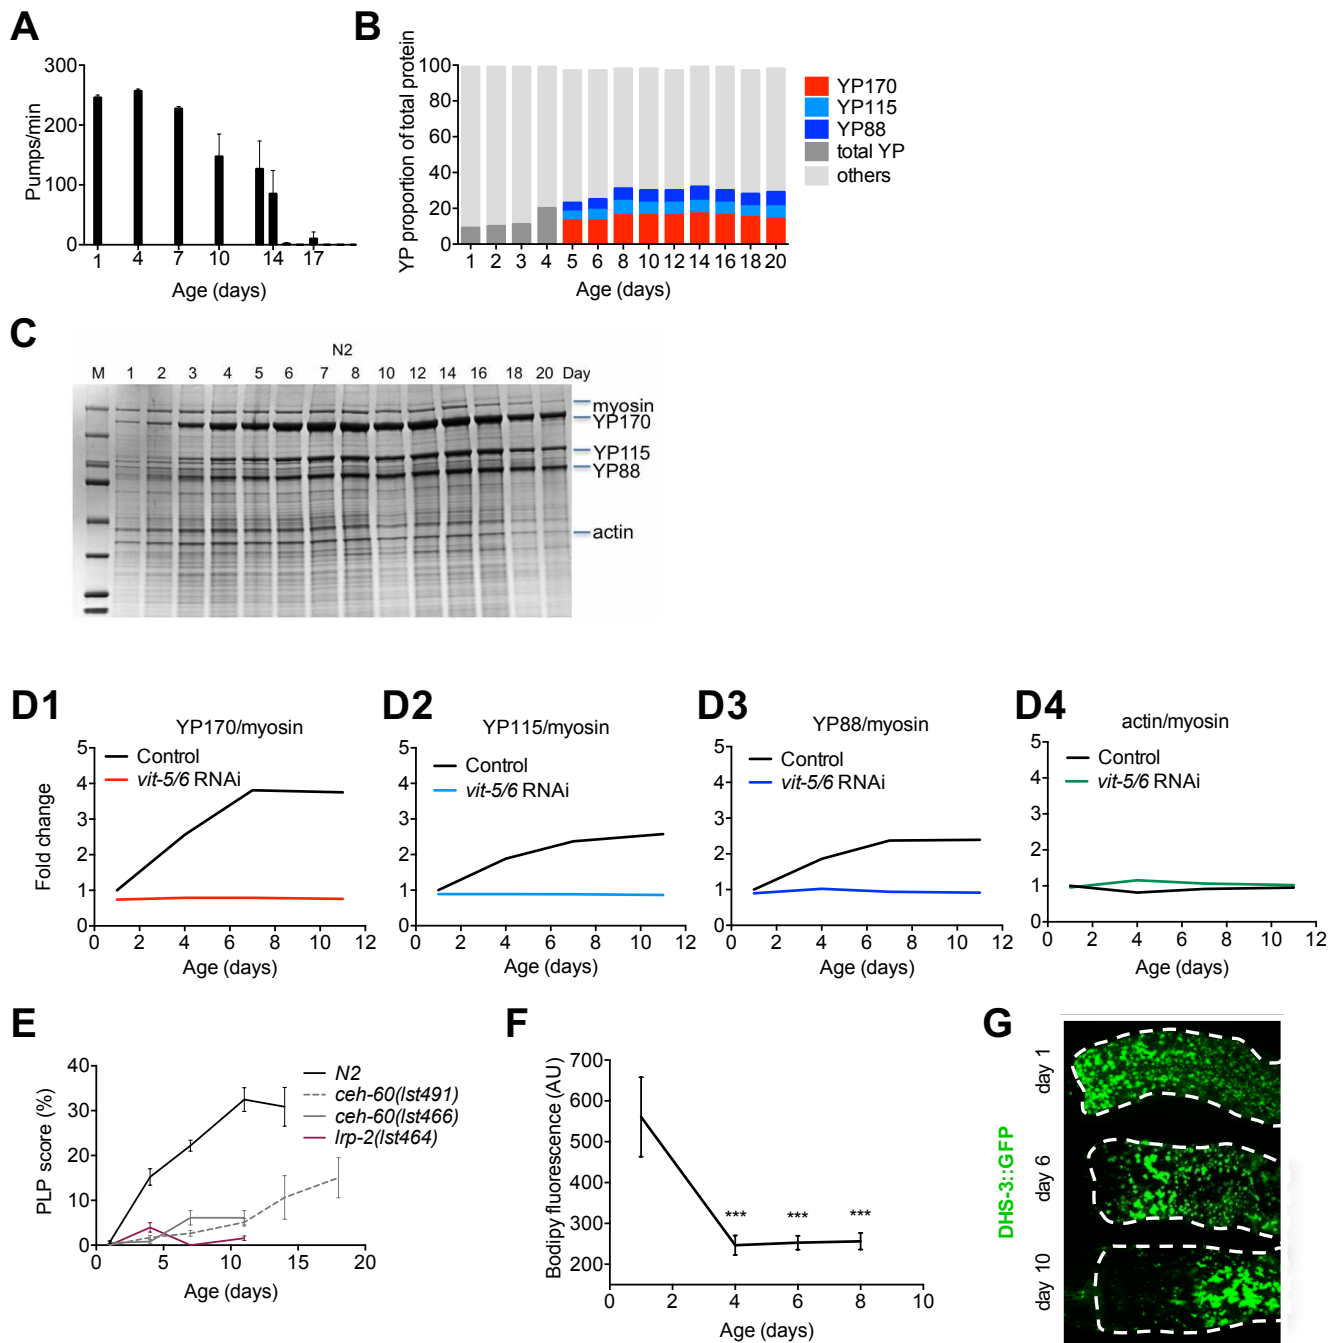 A
Pumps/min
300
200
100
0
1 4 7 10 14 17
Age (days)
B
YP proportion of total protein
100
80
60
40
20
0
1 2 3 4 5 6 8 10 12 14 16 18 20
Age (days)
YP170
YP115
YP88
total YP
others
C
N2
M 1 2 3 4 5 6 7 8 10 12 14 16 18 20 Day
myosin
YP170
YP115
YP88
actin
D1
YP170/myosin
Fold change
5
4
3
2
1
0
Control
vit-5/6 RNAi
0 2 4 6 8 10 12
Age (days)
D2
YP115/myosin
5
4
3
2
1
0
Control
vit-5/6 RNAi
0 2 4 6 8 10 12
Age (days)
D3
YP88/myosin
5
4
3
2
1
0
Control
vit-5/6 RNAi
0 2 4 6 8 10 12
Age (days)
D4
actin/myosin
5
4
3
2
1
0
Control
vit-5/6 RNAi
0 2 4 6 8 10 12
Age (days)
E
PLP score (%)
40
30
20
10
0
N2
ceh-60(lst491)
ceh-60(lst466)
lrp-2(lst464)
0 5 10 15 20
Age (days)
F
Bodipy fluorescence (AU)
700
600
500
400
300
200
*** *** ***
0 2 4 6 8 10
Age (days)
G
DHS-3::GFP
day 1
day 6
day 10